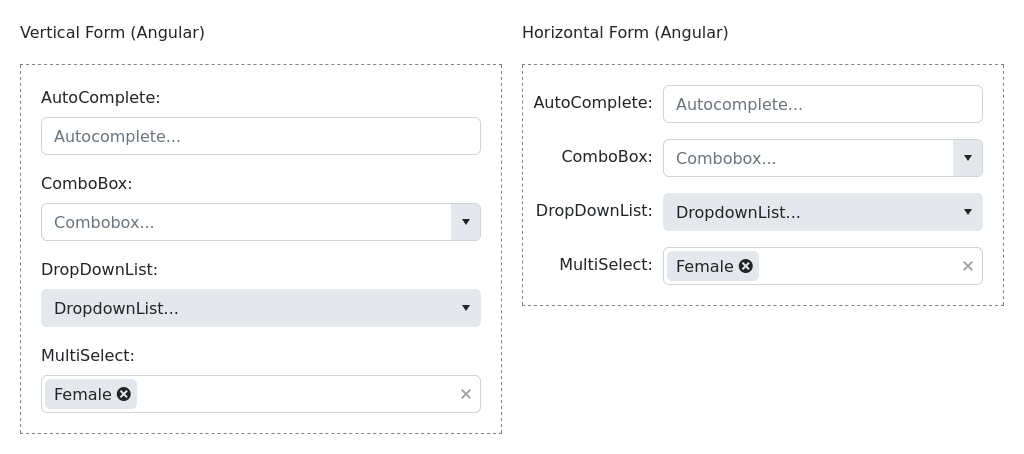 Vertical Form (Angular)
AutoComplete:
Autocomplete...
ComboBox:
Combobox...
DropDownList:
DropdownList...
MultiSelect:
Female
Horizontal Form (Angular)
AutoComplete: Autocomplete...
ComboBox: Combobox...
DropDownList: DropdownList...
MultiSelect: Female